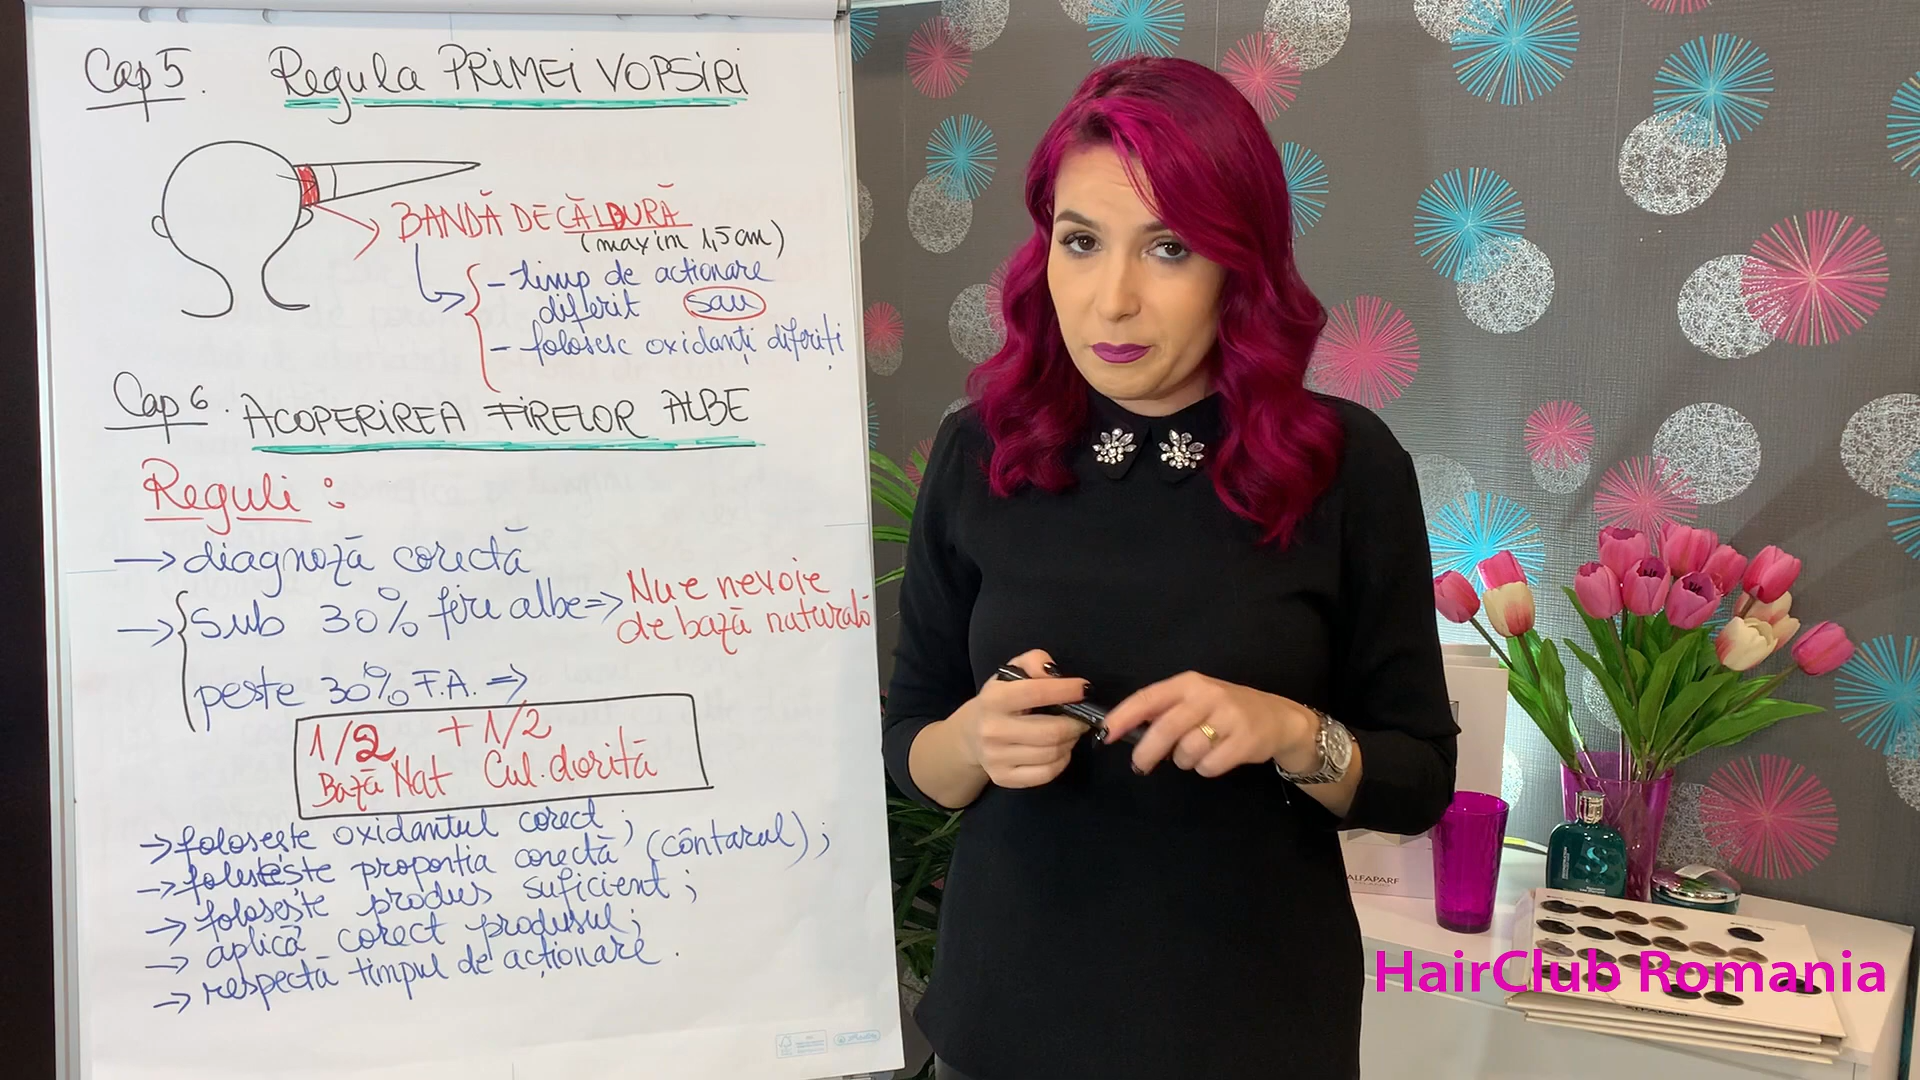 Cap 5. Regula PRIMEI VOPSIRI
BANDĂ DE CĂLDURĂ
(maxim 1,5 cm)
- timp de acționare
diferit sau
- folosesc oxidanți diferiți
Cap 6. ACOPERIREA FIRELOR ALBE
Reguli :
→ diagnoză corectă
→ Sub 30% fire albe => Nu e nevoie
de bază naturală
peste 30% F.A. =>
1/2 + 1/2
Bază Nat Cul. dorită
→ folosește oxidantul corect ;
→ folosește proporția corectă (cântarul) ;
→ folosește produs suficient ;
→ aplică corect produsul ;
→ respectă timpul de acționare .
ALFAPARF
HairClub Romania